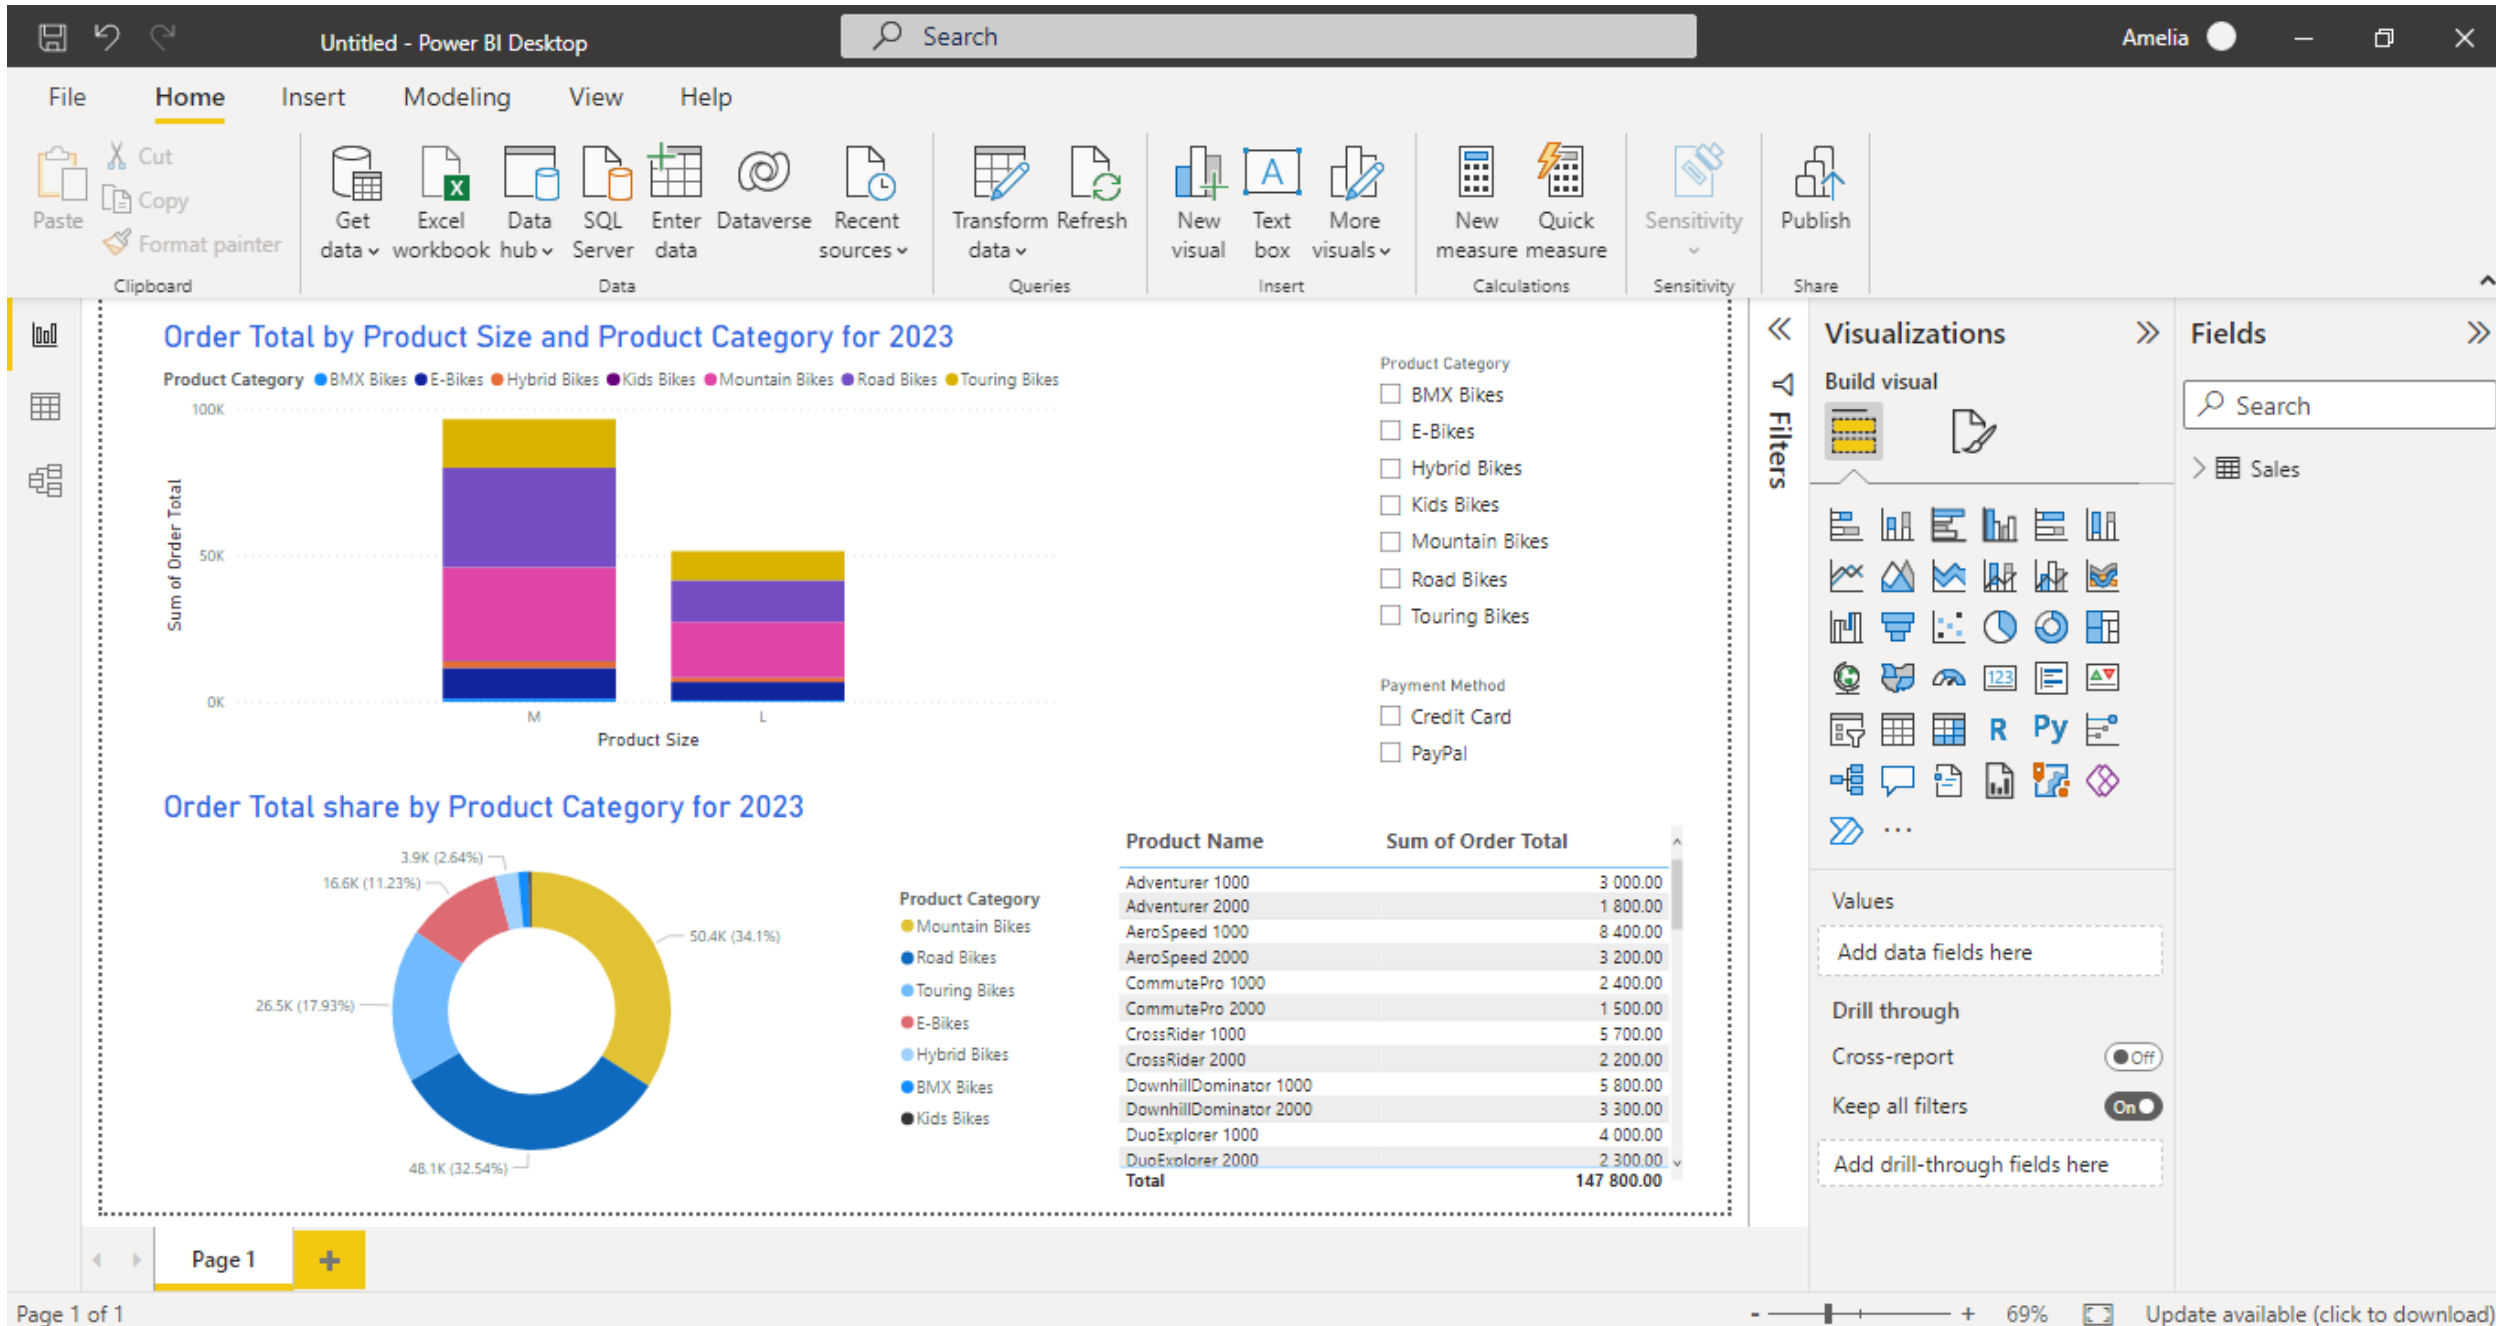 Untitled - Power BI Desktop
Search
Amelia
File Home Insert Modeling View Help
Paste
Cut
Copy
Format painter
Clipboard
Get data
Excel workbook
Data hub
SQL Server
Enter data
Dataverse
Recent sources
Data
Transform data
Refresh
Queries
New visual
A
Text box
More visuals
Insert
New measure
Quick measure
Calculations
Sensitivity
Sensitivity
Publish
Share
Order Total by Product Size and Product Category for 2023
Product Category BMX Bikes E-Bikes Hybrid Bikes Kids Bikes Mountain Bikes Road Bikes Touring Bikes
100K
50K
0K
Sum of Order Total
M L
Product Size
Product Category
BMX Bikes
E-Bikes
Hybrid Bikes
Kids Bikes
Mountain Bikes
Road Bikes
Touring Bikes
Payment Method
Credit Card
PayPal
Order Total share by Product Category for 2023
3.9K (2.64%)
16.6K (11.23%)
50.4K (34.1%)
26.5K (17.93%)
48.1K (32.54%)
Product Category
Mountain Bikes
Road Bikes
Touring Bikes
E-Bikes
Hybrid Bikes
BMX Bikes
Kids Bikes
Product Name Sum of Order Total
Adventurer 1000 3 000.00
Adventurer 2000 1 800.00
AeroSpeed 1000 8 400.00
AeroSpeed 2000 3 200.00
CommutePro 1000 2 400.00
CommutePro 2000 1 500.00
CrossRider 1000 5 700.00
CrossRider 2000 2 200.00
DownhillDominator 1000 5 800.00
DownhillDominator 2000 3 300.00
DuoExplorer 1000 4 000.00
DuoExplorer 2000 2 300.00
Total 147 800.00
Filters
Visualizations
Build visual
123
R Py
Values
Add data fields here
Drill through
Cross-report Off
Keep all filters On
Add drill-through fields here
Fields
Search
Sales
Page 1
Page 1 of 1
- + 69%
Update available (click to download)